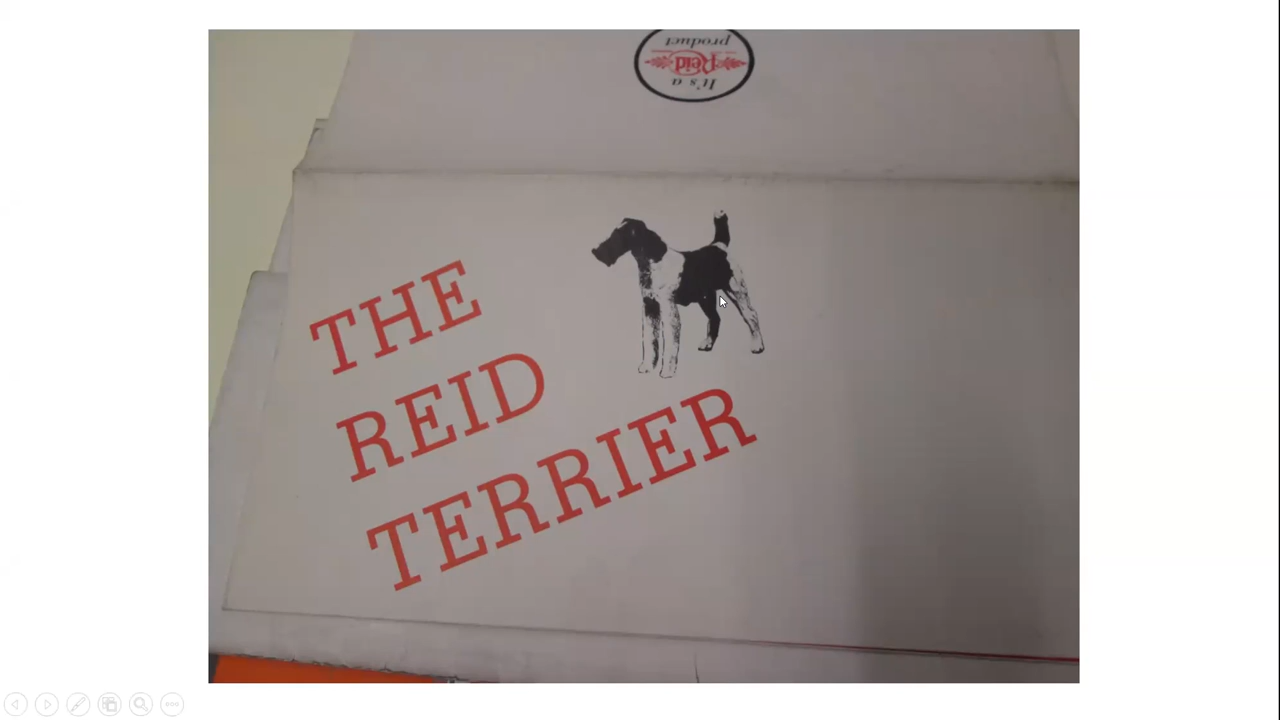 It's a
Reid
product
THE
REID
TERRIER